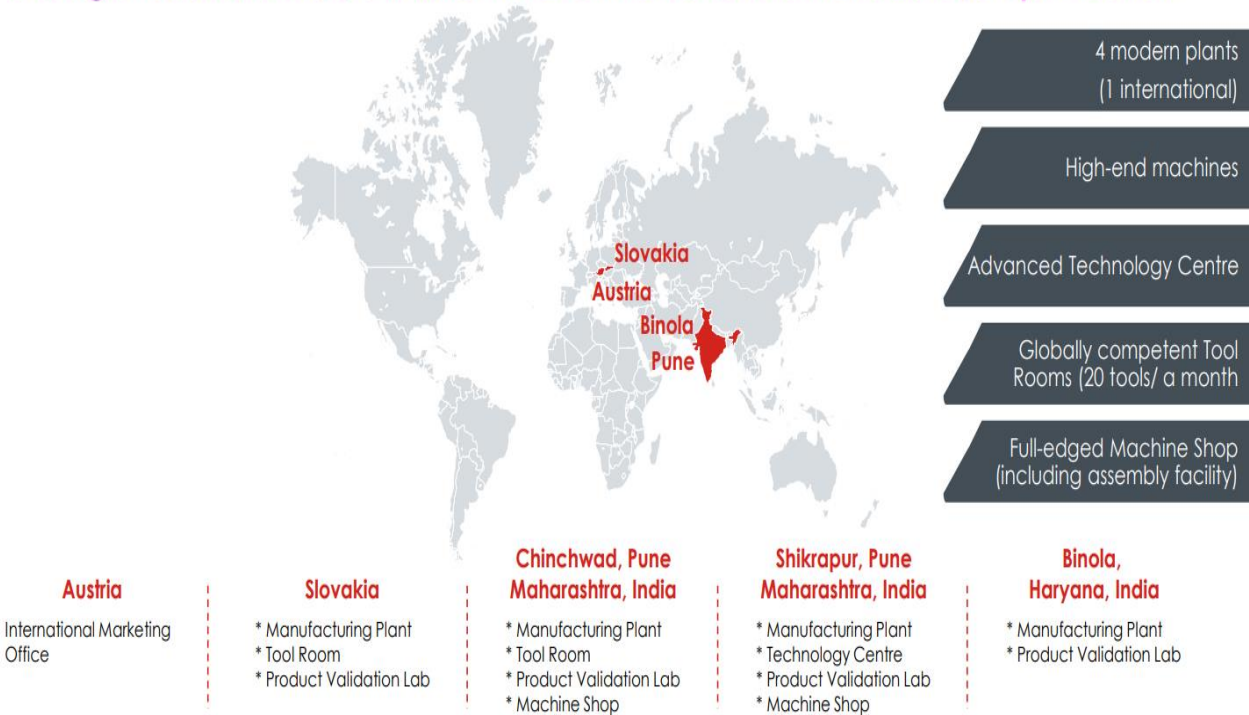 Slovakia
Austria
Binola
Pune
4 modern plants
(1 international)
High-end machines
Advanced Technology Centre
Globally competent Tool
Rooms (20 tools/ a month
Full-edged Machine Shop
(including assembly facility)
Austria
International Marketing
Office
Slovakia
* Manufacturing Plant
* Tool Room
* Product Validation Lab
Chinchwad, Pune
Maharashtra, India
* Manufacturing Plant
* Tool Room
* Product Validation Lab
* Machine Shop
Shikrapur, Pune
Maharashtra, India
* Manufacturing Plant
* Technology Centre
* Product Validation Lab
* Machine Shop
Binola,
Haryana, India
* Manufacturing Plant
* Product Validation Lab